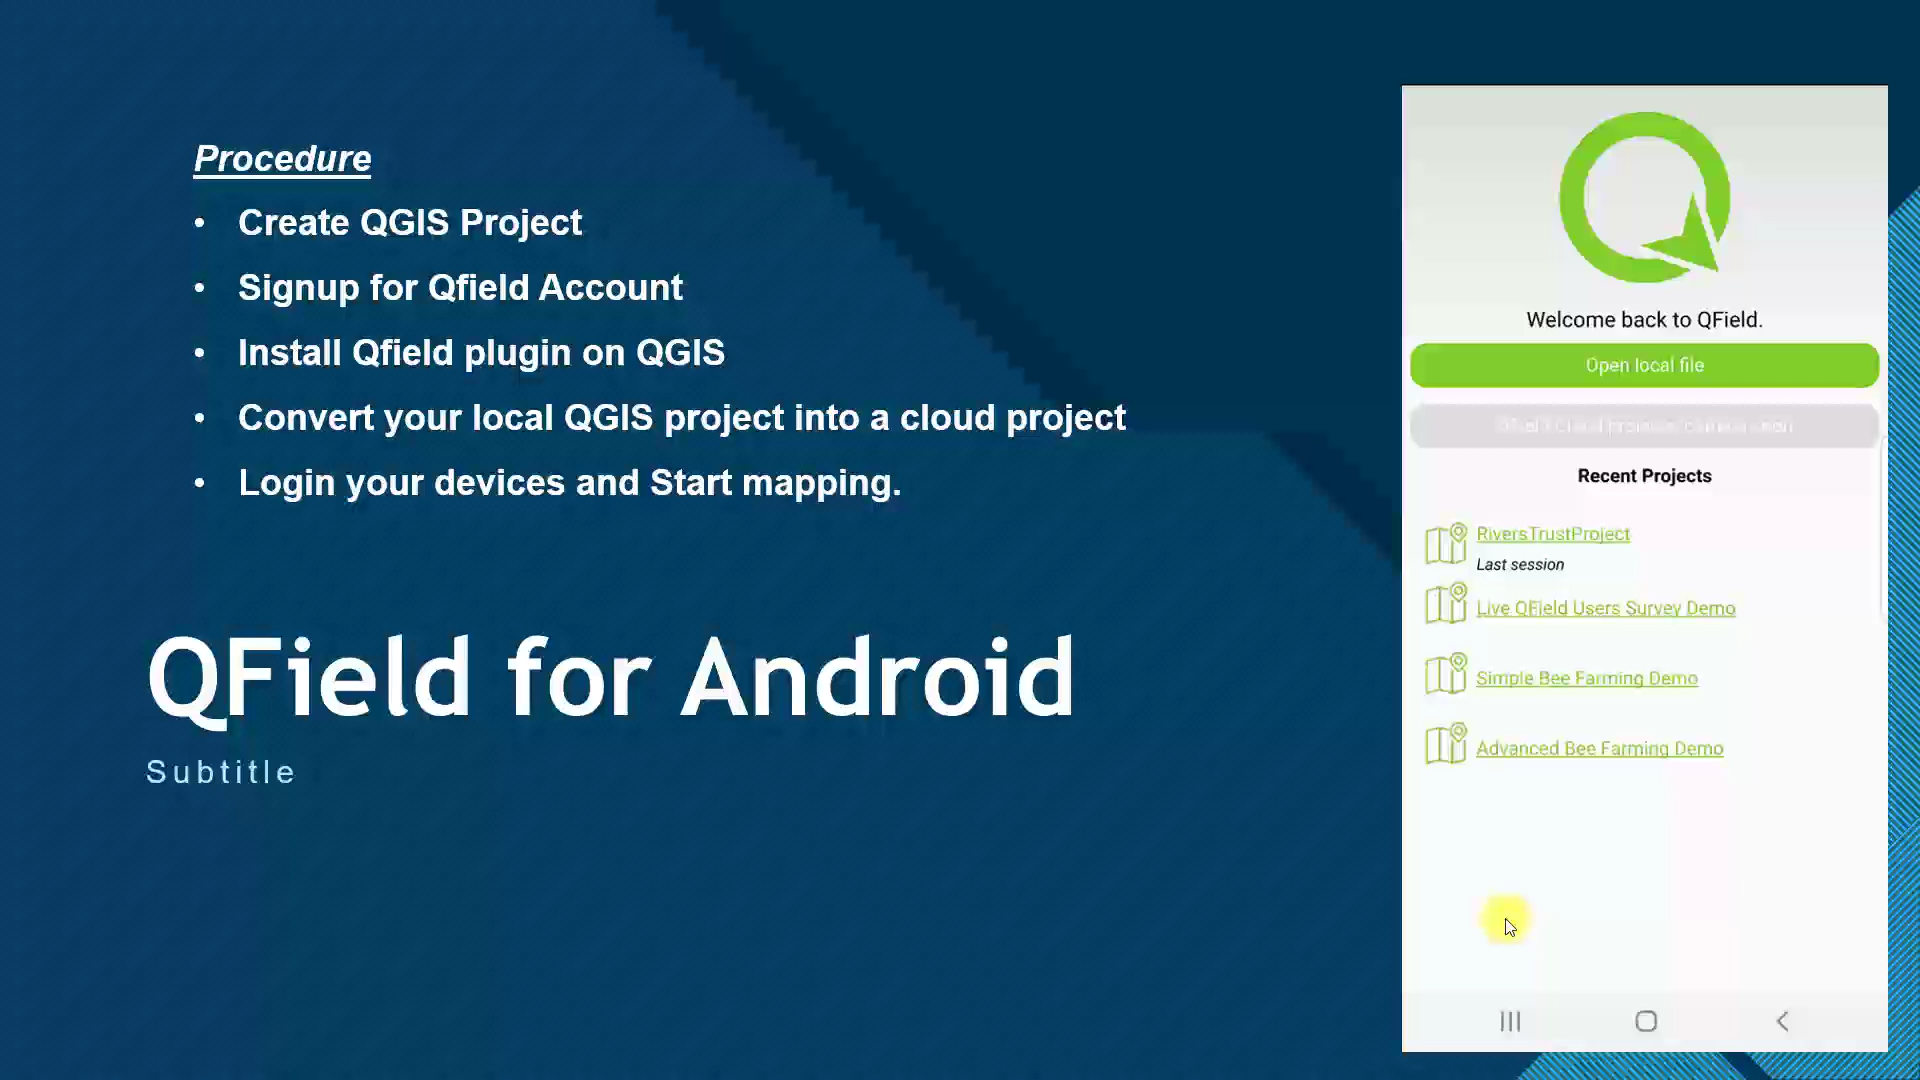 Procedure
• Create QGIS Project
• Signup for Qfield Account
• Install Qfield plugin on QGIS
• Convert your local QGIS project into a cloud project
• Login your devices and Start mapping.
QField for Android
Subtitle
Welcome back to QField.
Open local file
Recent Projects
RiversTrustProject
Last session
Live QField Users Survey Demo
Simple Bee Farming Demo
Advanced Bee Farming Demo